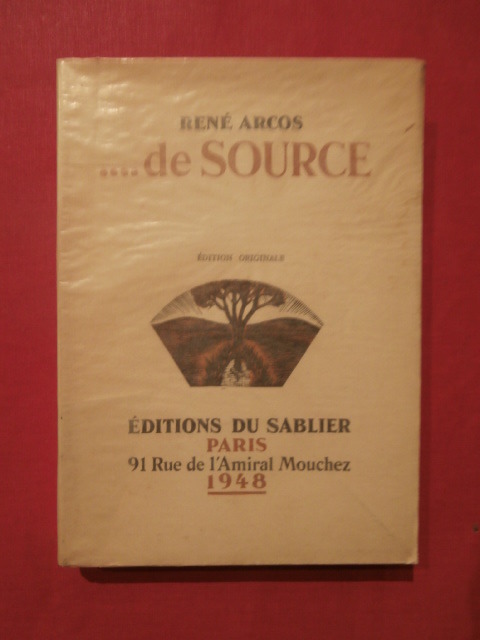 RENÉ ARCOS
....de SOURCE
ÉDITION ORIGINALE
ÉDITIONS DU SABLIER
PARIS
91 Rue de l'Amiral Mouchez
1948